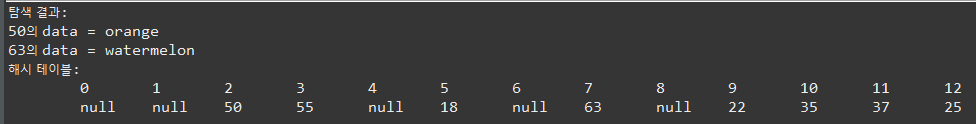 탐색 결과:
50의 data = orange
63의 data = watermelon
해시 테이블:
0 1 2 3 4 5 6 7 8 9 10 11 12
null null 50 55 null 18 null 63 null 22 35 37 25